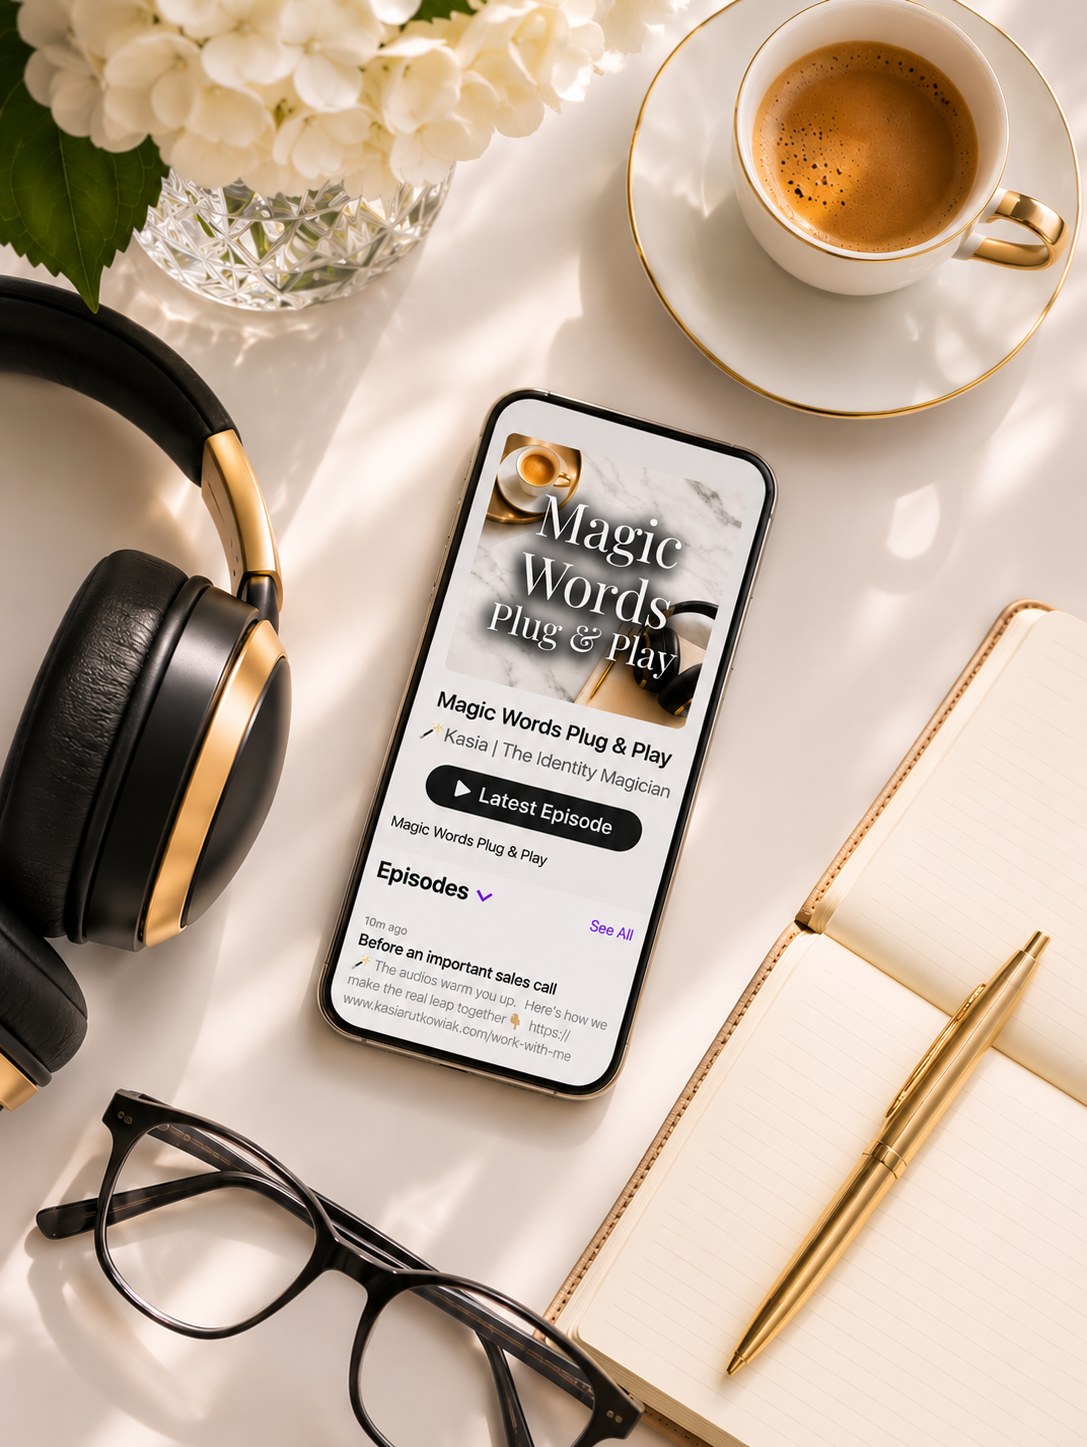 Magic
Words
Plug & Play
Magic Words Plug & Play
🪄Kasia | The Identity Magician
Latest Episode
Magic Words Plug & Play
Episodes
See All
10m ago
Before an important sales call
🪄 The audios warm you up. Here's how we
make the real leap together👇🏼 https://
www.kasiarutkowiak.com/work-with-me